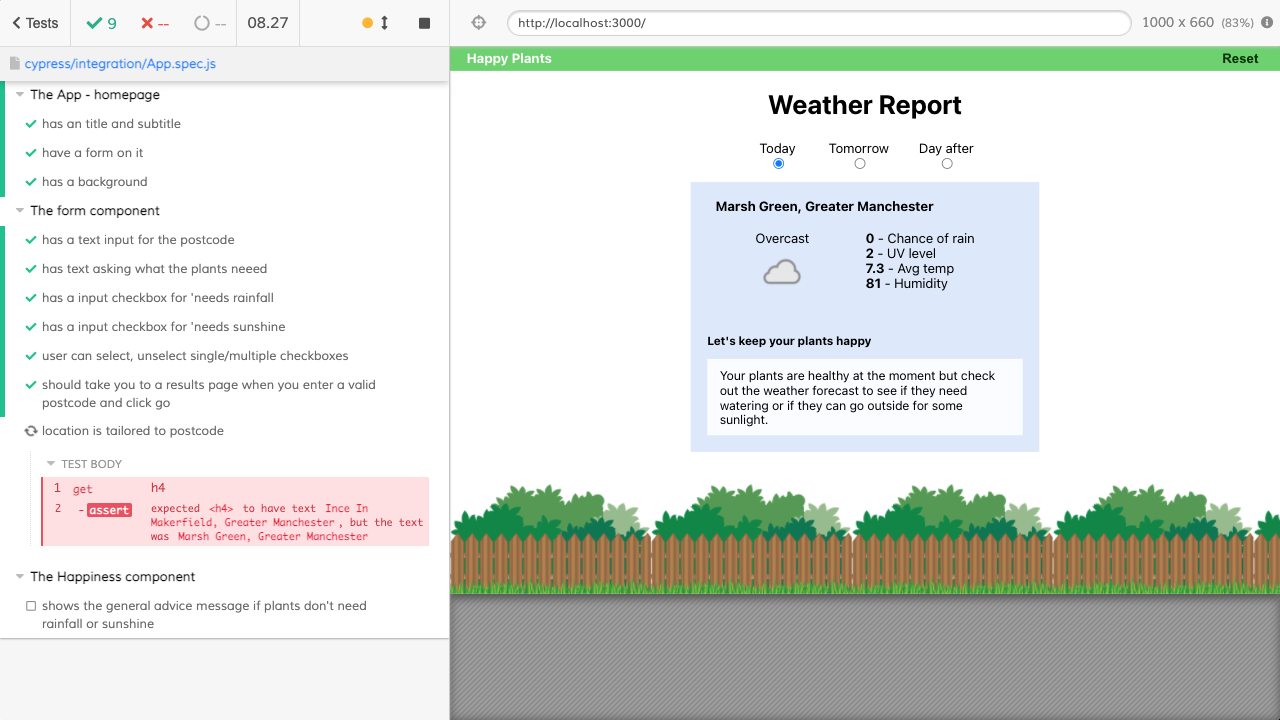 Tests
9
--
--
08.27
http://localhost:3000/
1000 x 660 (83%)
cypress/integration/App.spec.js
The App - homepage
has an title and subtitle
have a form on it
has a background
The form component
has a text input for the postcode
has text asking what the plants neeed
has a input checkbox for 'needs rainfall
has a input checkbox for 'needs sunshine
user can select, unselect single/multiple checkboxes
should take you to a results page when you enter a valid
postcode and click go
location is tailored to postcode
TEST BODY
1 get h4
2 - assert expected <h4> to have text Ince In
Makerfield, Greater Manchester , but the text
was Marsh Green, Greater Manchester
The Happiness component
shows the general advice message if plants don't need
rainfall or sunshine
Happy Plants
Reset
Weather Report
Today Tomorrow Day after
Marsh Green, Greater Manchester
Overcast
0 - Chance of rain
2 - UV level
7.3 - Avg temp
81 - Humidity
Let's keep your plants happy
Your plants are healthy at the moment but check
out the weather forecast to see if they need
watering or if they can go outside for some
sunlight.